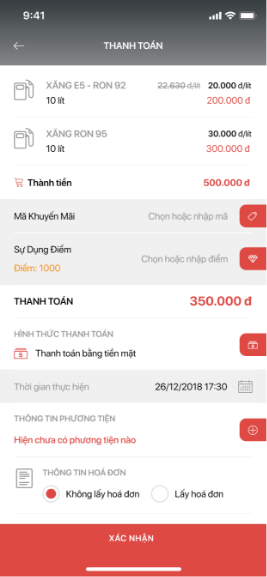 9:41
THANH TOÁN
XĂNG E5 - RON 92 22.630 đ/lít 20.000 đ/lít
10 lít 200.000 đ
XĂNG RON 95 30.000 đ/lít
10 lít 300.000 đ
Thành tiền 500.000 đ
Mã Khuyến Mãi Chọn hoặc nhập mã
Sự Dụng Điểm
Chọn hoặc nhập điểm
Điểm: 1000
THANH TOÁN 350.000 đ
HÌNH THỨC THANH TOÁN
Thanh toán bằng tiền mặt
Thời gian thực hiện 26/12/2018 17:30
THÔNG TIN PHƯƠNG TIỆN
Hiện chưa có phương tiện nào
THÔNG TIN HOÁ ĐƠN
Không lấy hoá đơn Lấy hoá đơn
XÁC NHẬN